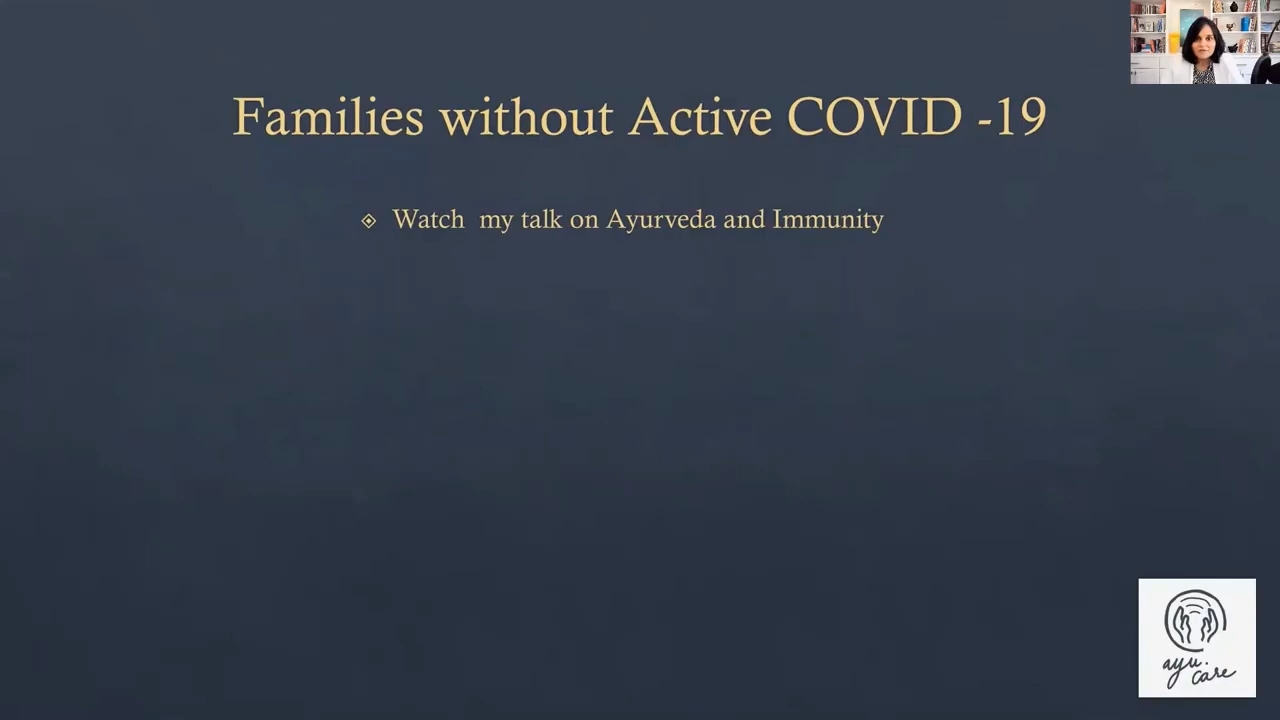 Families without Active COVID -19
Watch my talk on Ayurveda and Immunity
ayu.
care